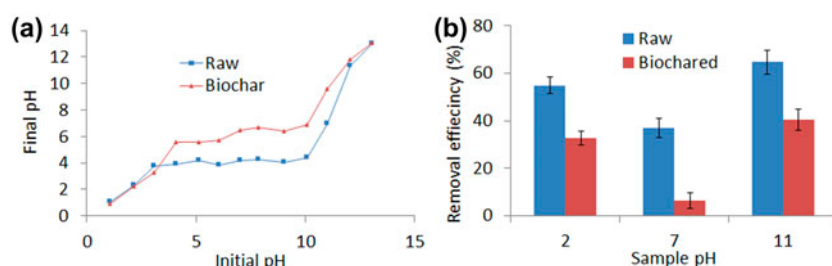 (a)
14
12
10
8
6
4
2
0
Final pH
Raw
Biochar
0 5 10 15
Initial pH
(b)
80
60
40
20
0
Removal effiecincy (%)
Raw
Biochared
2 7 11
Sample pH